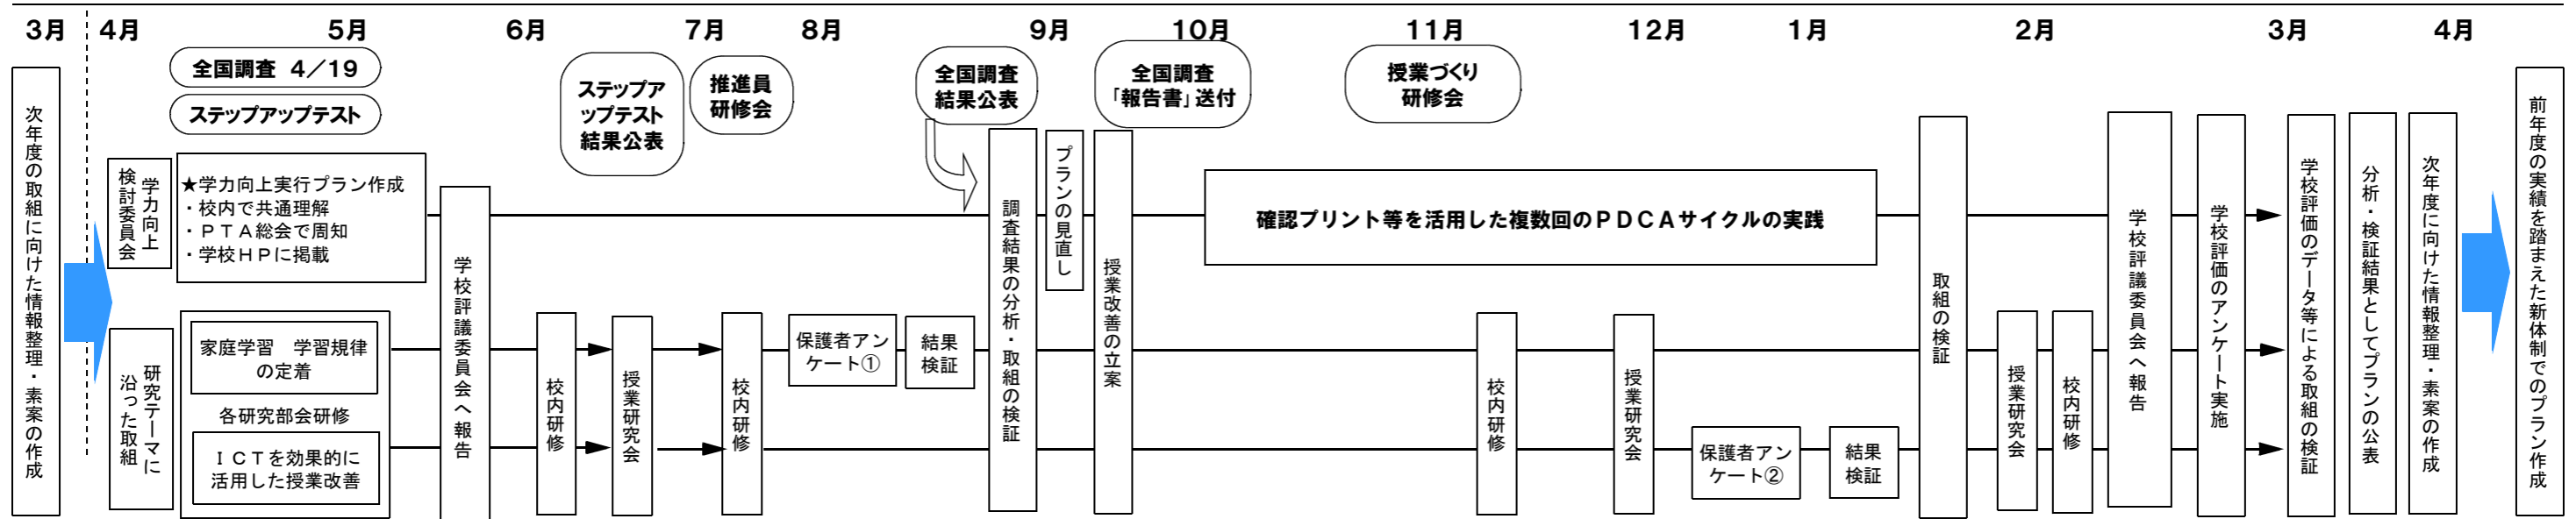 3月
4月
5月
6月
7月
8月
9月
10月
11月
12月
1月
2月
3月
4月
全国調査 4／19
ステップアップテスト
ステップア
ップテスト
結果公表
推進員
研修会
全国調査
結果公表
全国調査
「報告書」送付
授業づくり
研修会
次年度の取組に向けた情報整理・素案の作成
学力向上
検討委員会
★学力向上実行プラン作成
・校内で共通理解
・ＰＴＡ総会で周知
・学校ＨＰに掲載
研究テーマに
沿った取組
家庭学習　学習規律
の定着
各研究部会研修
ＩＣＴを効果的に
活用した授業改善
学校評議委員会へ報告
校内研修
授業研究会
校内研修
保護者アン
ケート①
結果
検証
調査結果の分析・取組の検証
プランの見直し
授業改善の立案
確認プリント等を活用した複数回のＰＤＣＡサイクルの実践
校内研修
授業研究会
保護者アン
ケート②
結果
検証
取組の検証
授業研究会
校内研修
学校評議委員会へ報告
学校評価のアンケート実施
学校評価のデータ等による取組の検証
分析・検証結果としてプランの公表
次年度に向けた情報整理・素案の作成
前年度の実績を踏まえた新体制でのプラン作成